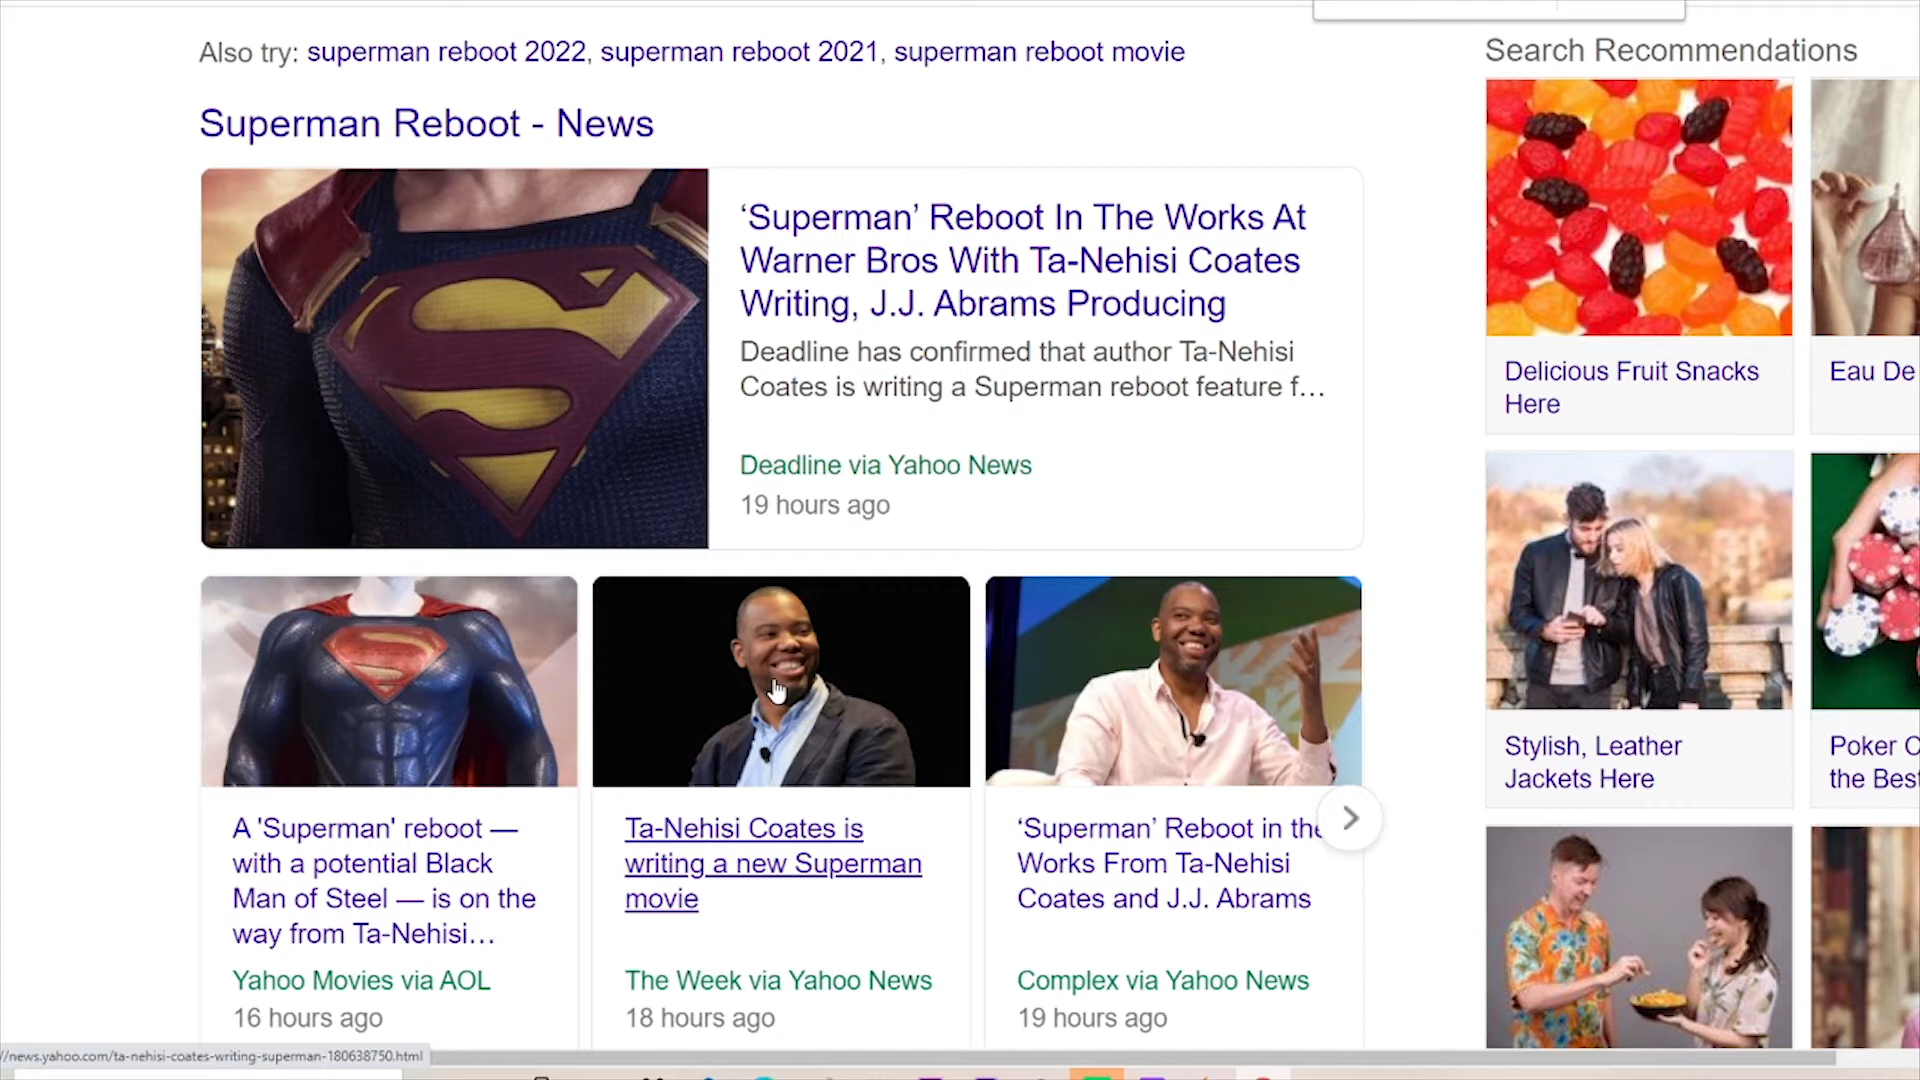 Also try: superman reboot 2022, superman reboot 2021, superman reboot movie
Superman Reboot - News
‘Superman’ Reboot In The Works At
Warner Bros With Ta-Nehisi Coates
Writing, J.J. Abrams Producing
Deadline has confirmed that author Ta-Nehisi
Coates is writing a Superman reboot feature f...
Deadline via Yahoo News
19 hours ago
A 'Superman' reboot —
with a potential Black
Man of Steel — is on the
way from Ta-Nehisi...
Yahoo Movies via AOL
16 hours ago
Ta-Nehisi Coates is
writing a new Superman
movie
The Week via Yahoo News
18 hours ago
‘Superman’ Reboot in the
Works From Ta-Nehisi
Coates and J.J. Abrams
Complex via Yahoo News
19 hours ago
Search Recommendations
Delicious Fruit Snacks
Here
Eau De
Stylish, Leather
Jackets Here
Poker C
the Best
//news.yahoo.com/ta-nehisi-coates-writing-superman-180638750.html